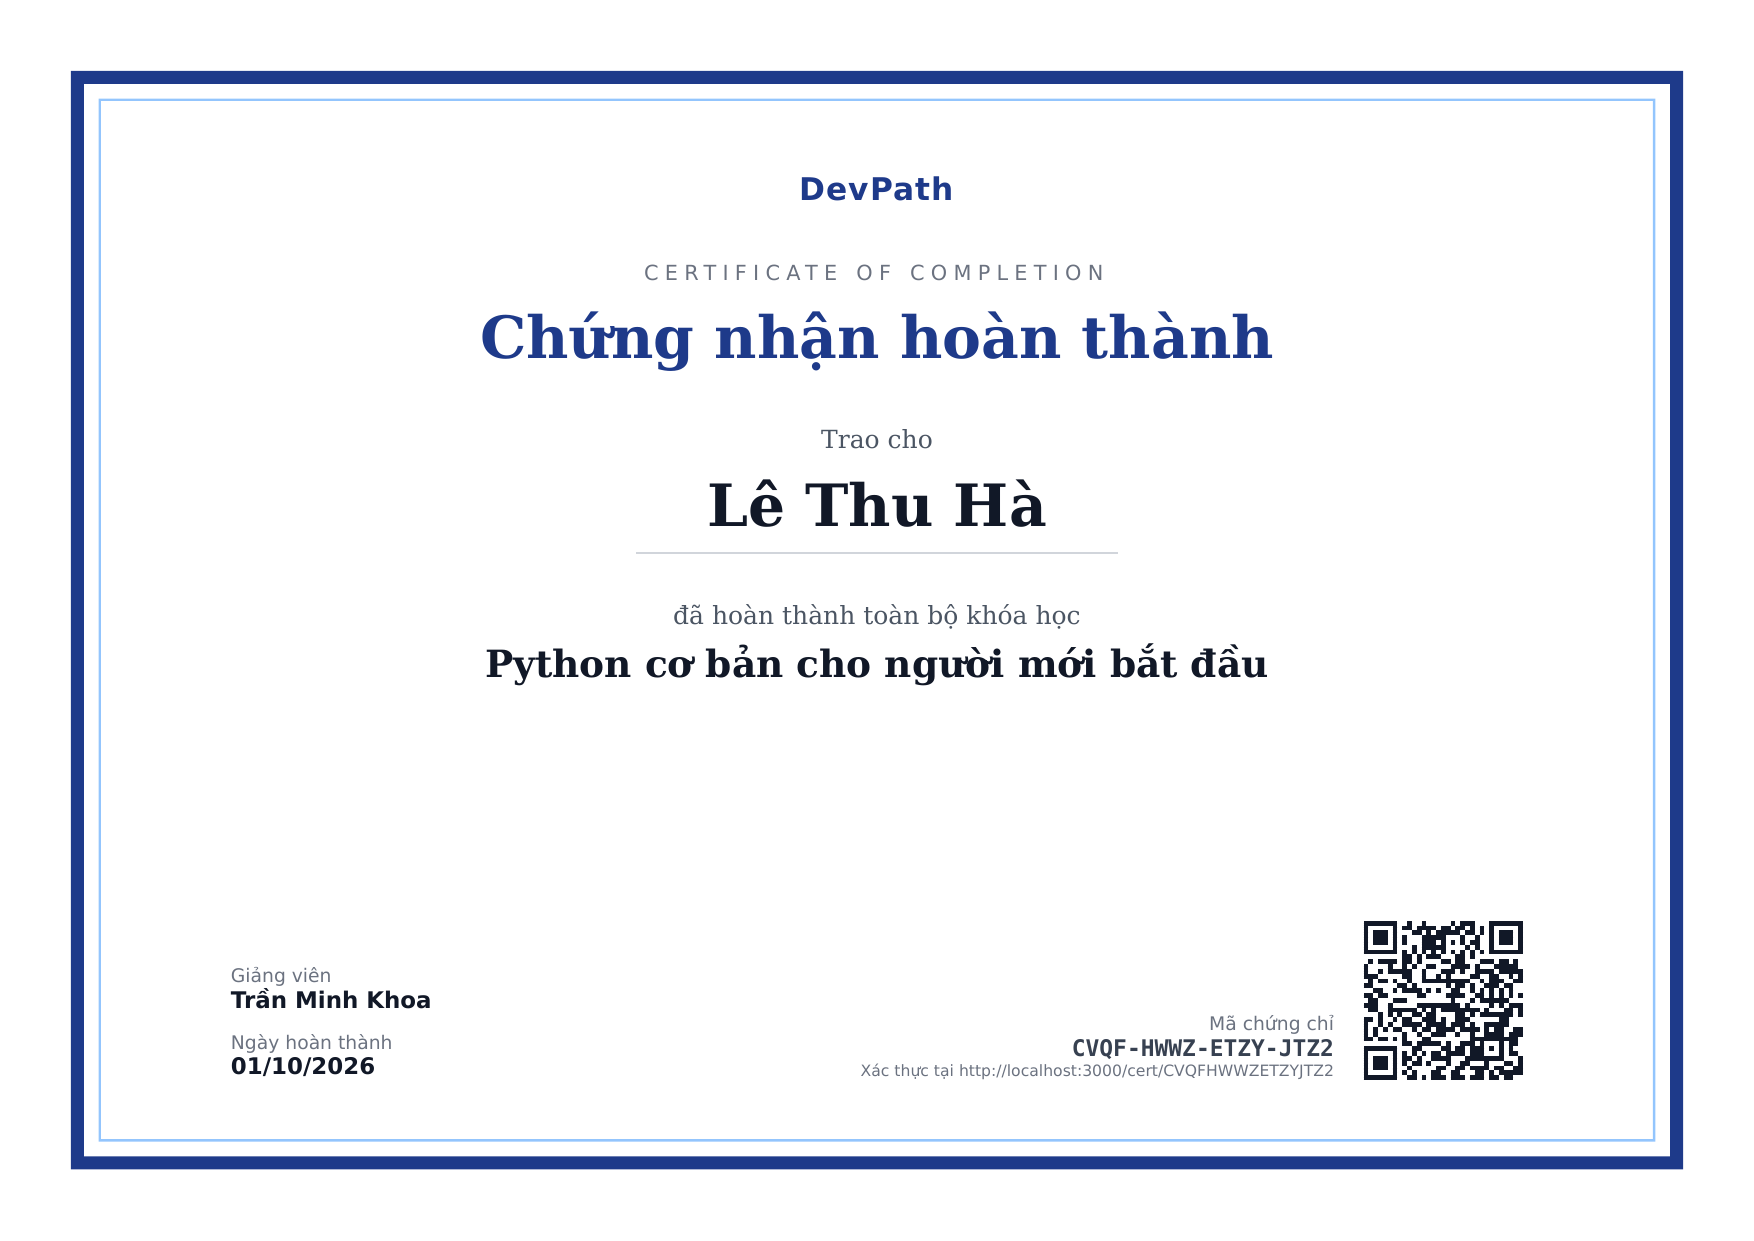 DevPath
CERTIFICATE OF COMPLETION
Chứng nhận hoàn thành
Trao cho
Lê Thu Hà
đã hoàn thành toàn bộ khóa học
Python cơ bản cho người mới bắt đầu
Giảng viên
Trần Minh Khoa
Ngày hoàn thành
01/10/2026
Mã chứng chỉ
CVQF-HWWZ-ETZY-JTZ2
Xác thực tại http://localhost:3000/cert/CVQFHWWZETZYJTZ2